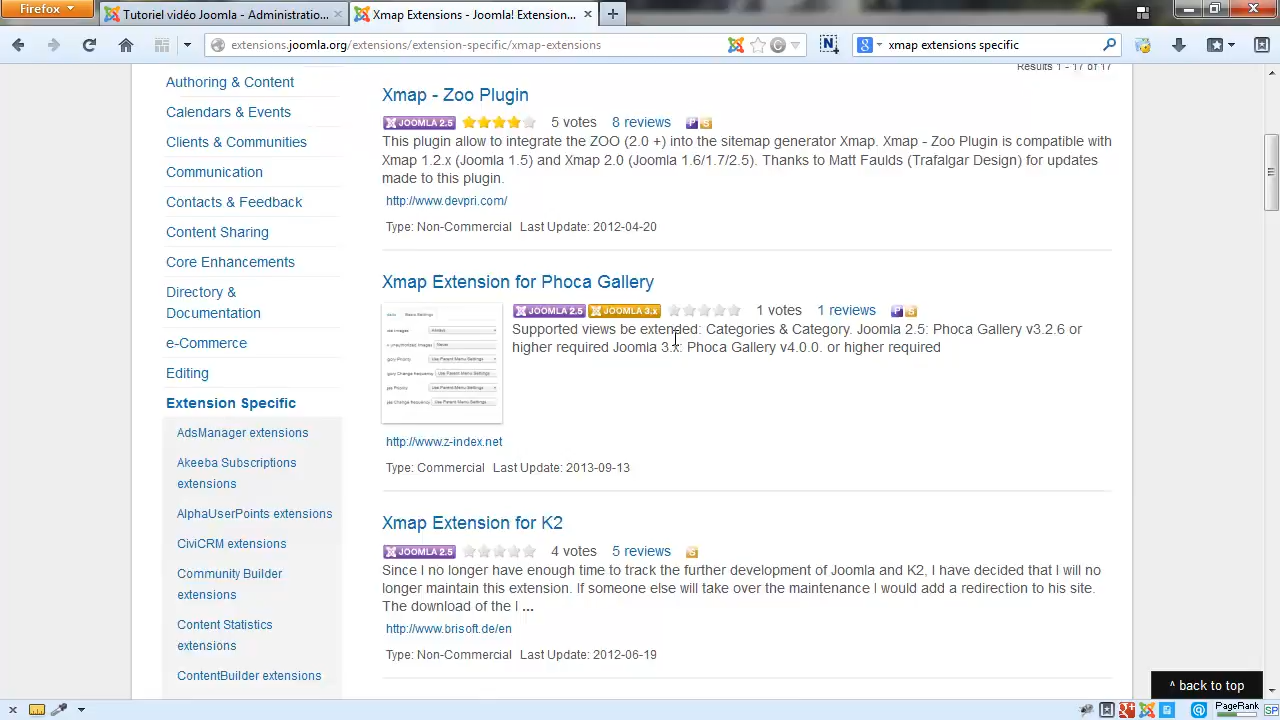 Firefox
Tutoriel vidéo Joomla - Administratio...
Xmap Extensions - Joomla! Extension...
extensions.joomla.org/extensions/extension-specific/xmap-extensions
xmap extensions specific
Results 1 - 17 of 17
Authoring & Content
Calendars & Events
Clients & Communities
Communication
Contacts & Feedback
Content Sharing
Core Enhancements
Directory &
Documentation
e-Commerce
Editing
Extension Specific
AdsManager extensions
Akeeba Subscriptions
extensions
AlphaUserPoints extensions
CiviCRM extensions
Community Builder
extensions
Content Statistics
extensions
ContentBuilder extensions
Xmap - Zoo Plugin
JOOMLA 2.5 5 votes 8 reviews P S
This plugin allow to integrate the ZOO (2.0 +) into the sitemap generator Xmap. Xmap - Zoo Plugin is compatible with
Xmap 1.2.x (Joomla 1.5) and Xmap 2.0 (Joomla 1.6/1.7/2.5). Thanks to Matt Faulds (Trafalgar Design) for updates
made to this plugin.
http://www.devpri.com/
Type: Non-Commercial Last Update: 2012-04-20
Xmap Extension for Phoca Gallery
JOOMLA 2.5 JOOMLA 3.x 1 votes 1 reviews P S
Supported views be extended: Categories & Category. Joomla 2.5: Phoca Gallery v3.2.6 or
higher required Joomla 3.x: Phoca Gallery v4.0.0. or higher required
http://www.z-index.net
Type: Commercial Last Update: 2013-09-13
Xmap Extension for K2
JOOMLA 2.5 4 votes 5 reviews S
Since I no longer have enough time to track the further development of Joomla and K2, I have decided that I will no
longer maintain this extension. If someone else will take over the maintenance I would add a redirection to his site.
The download of the l ...
http://www.brisoft.de/en
Type: Non-Commercial Last Update: 2012-06-19
^ back to top
PageRank